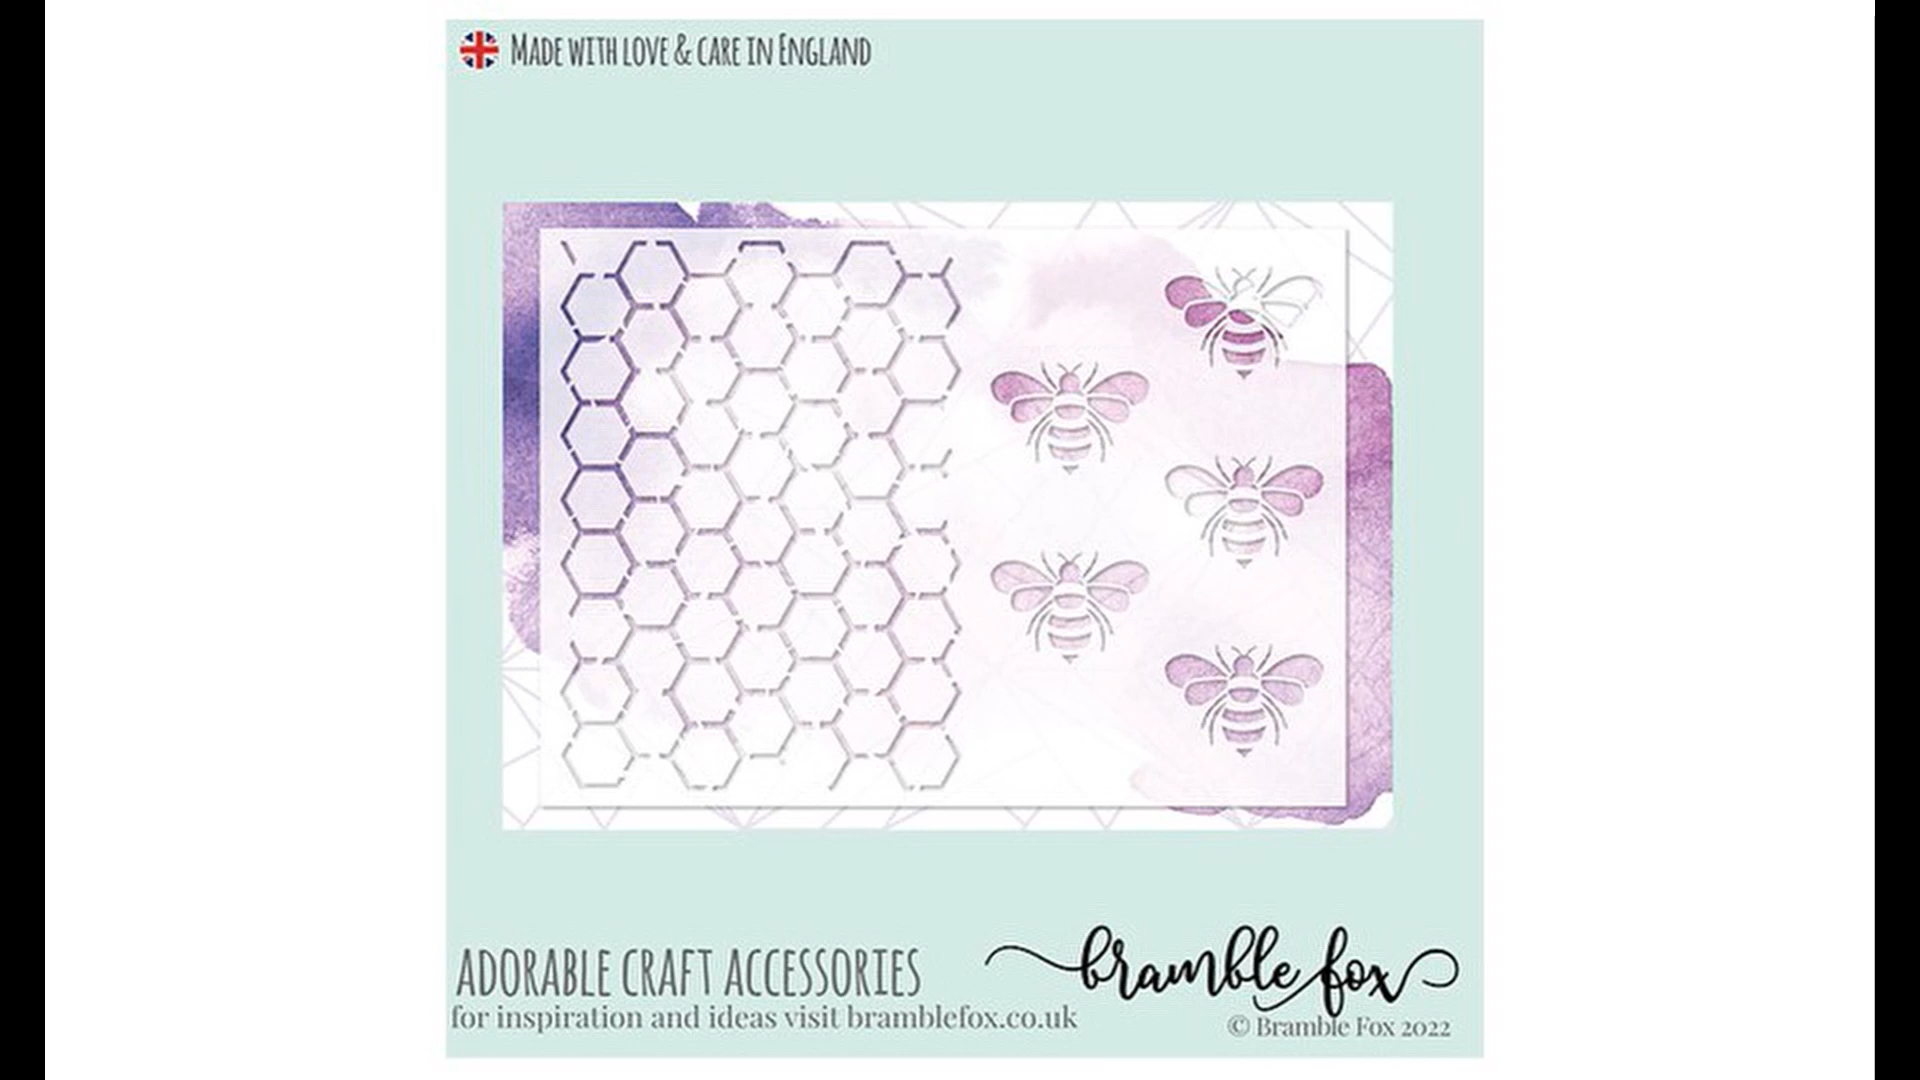 MADE WITH LOVE & CARE IN ENGLAND
ADORABLE CRAFT ACCESSORIES
for inspiration and ideas visit bramblefox.co.uk
bramble fox
© Bramble Fox 2022